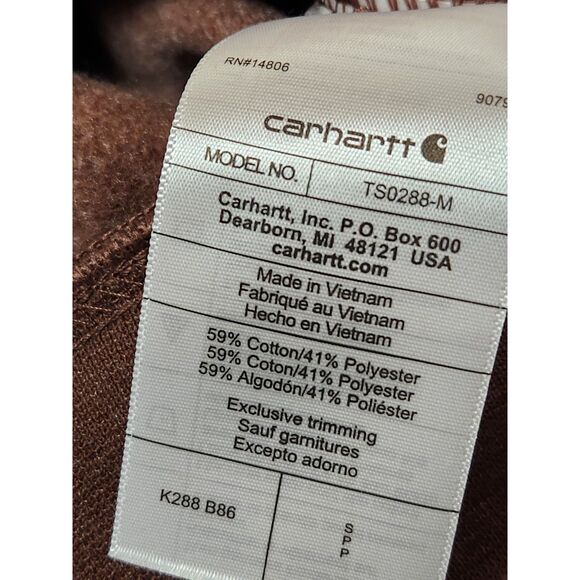 RN#14806
9079
carhartt
MODEL NO. TS0288-M
Carhartt, Inc. P.O. Box 600
Dearborn, MI 48121 USA
carhartt.com
Made in Vietnam
Fabriqué au Vietnam
Hecho en Vietnam
59% Cotton/41% Polyester
59% Coton/41% Polyester
59% Algodón/41% Poliéster
Exclusive trimming
Sauf garnitures
Excepto adorno
K288 B86
S
P
P